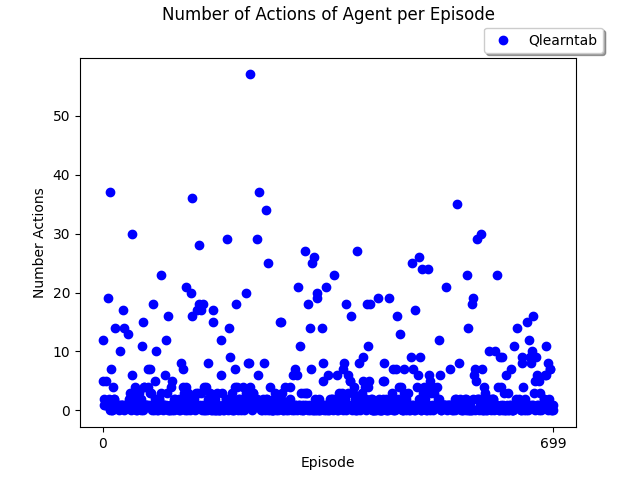 Number of Actions of Agent per Episode
Qlearntab
50
40
30
20
10
0
Number Actions
0 699
Episode